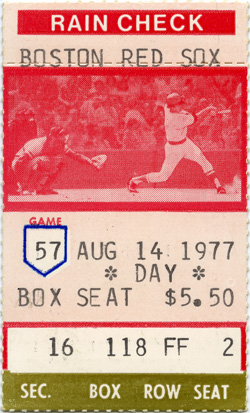 RAIN CHECK
BOSTON RED SOX
GAME
57 AUG 14 1977
* DAY *
BOX SEAT $5.50
16 118 FF 2
SEC. BOX ROW SEAT